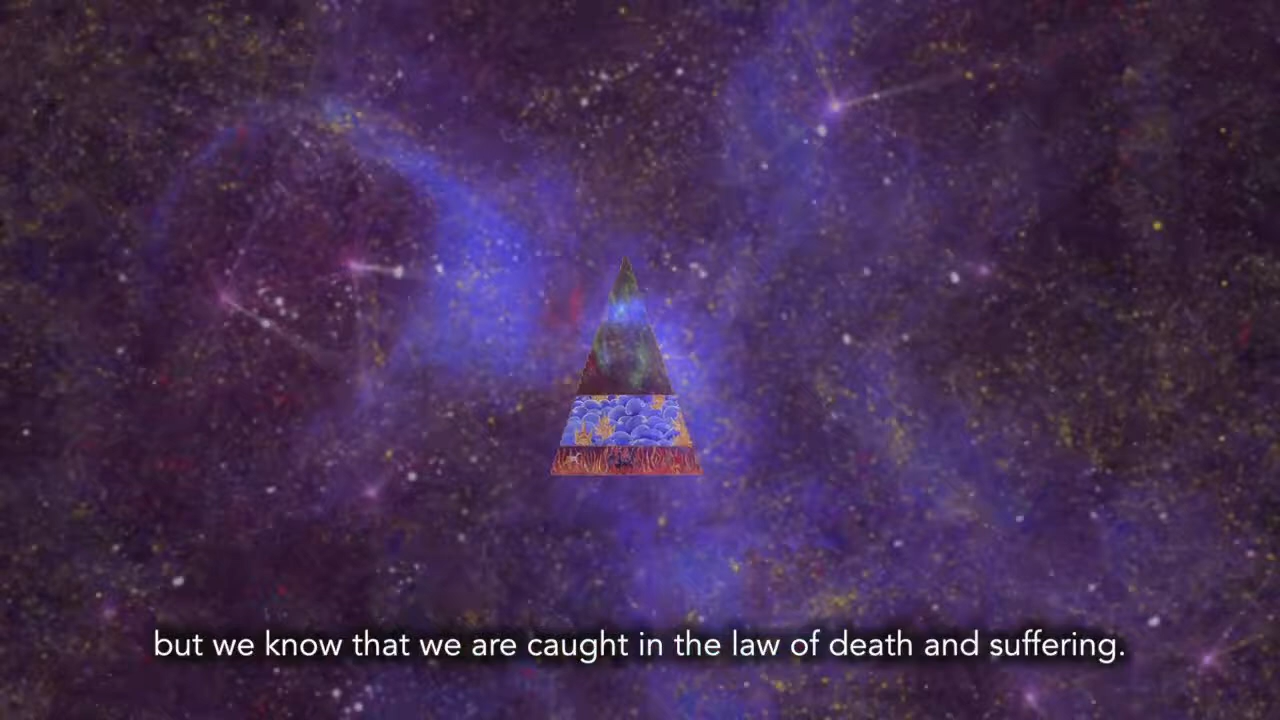 but we know that we are caught in the law of death and suffering.